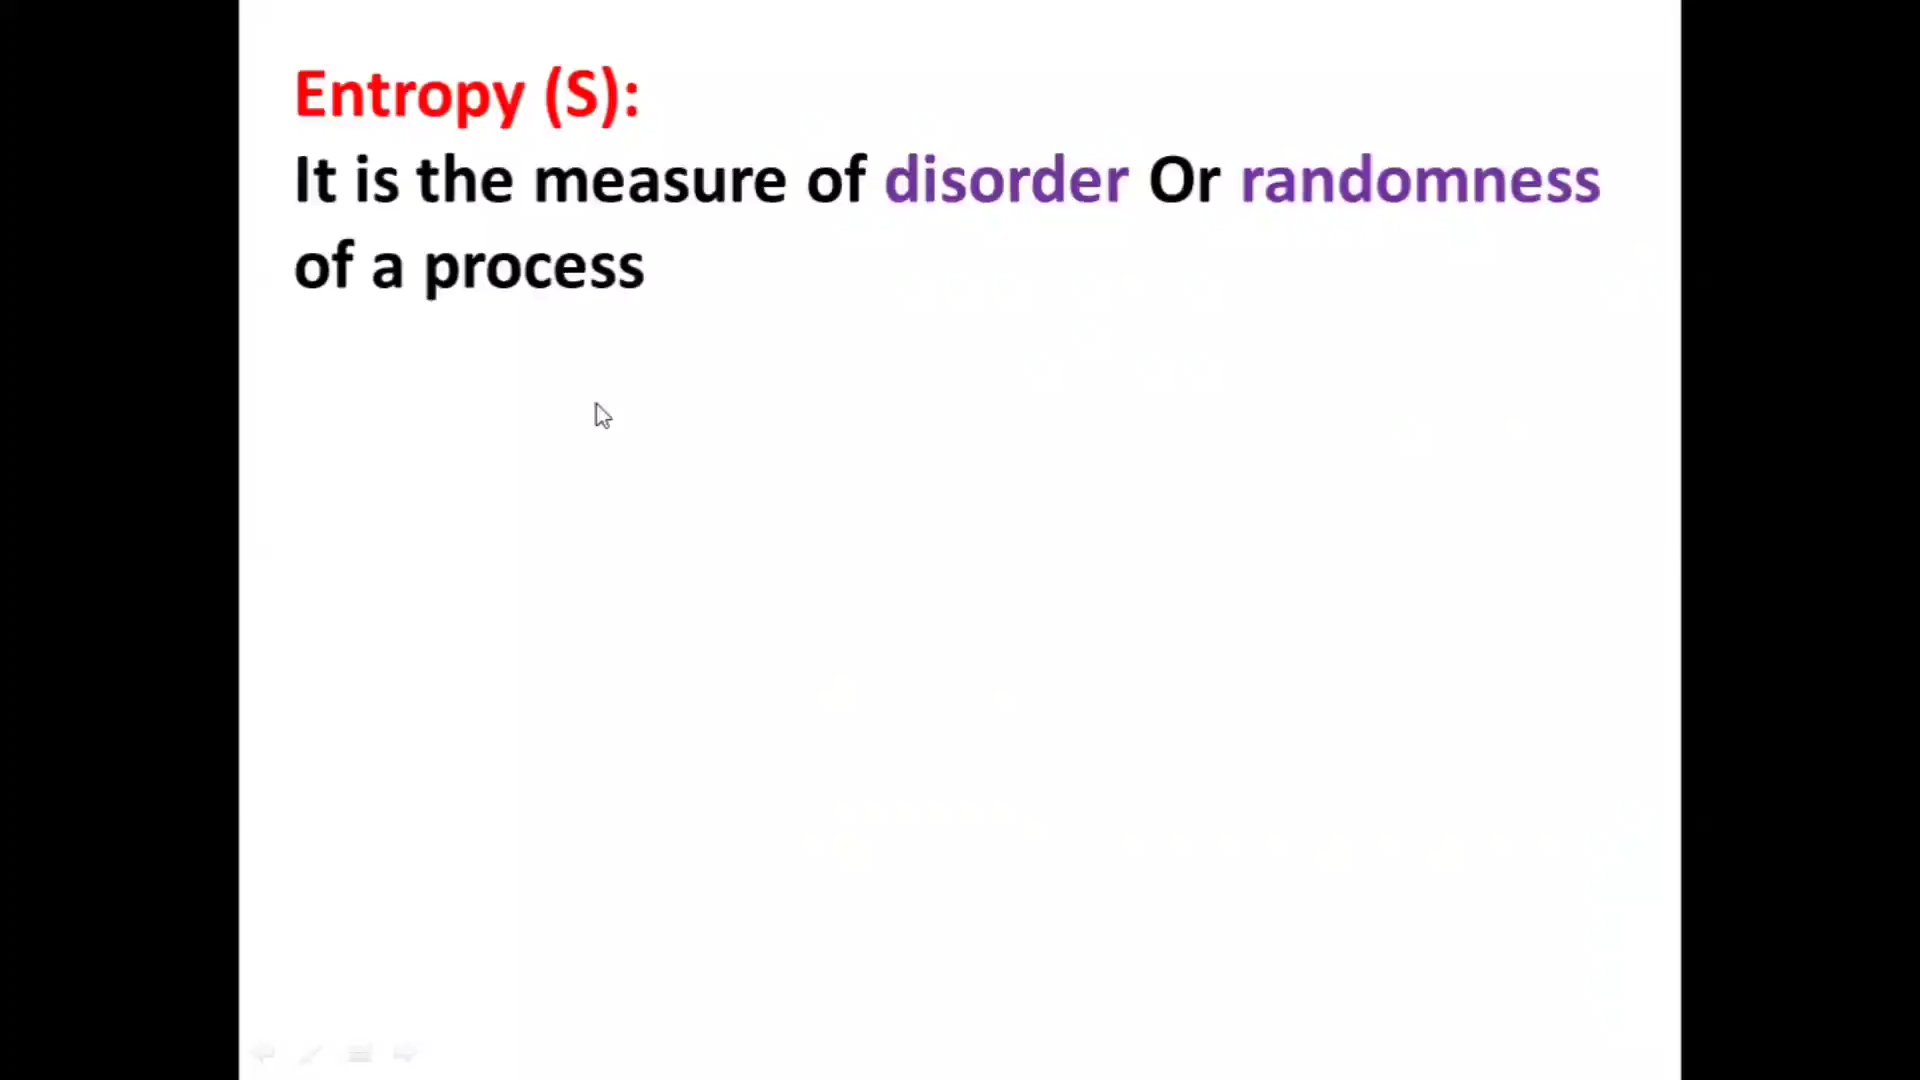 Entropy (S):
It is the measure of disorder Or randomness
of a process